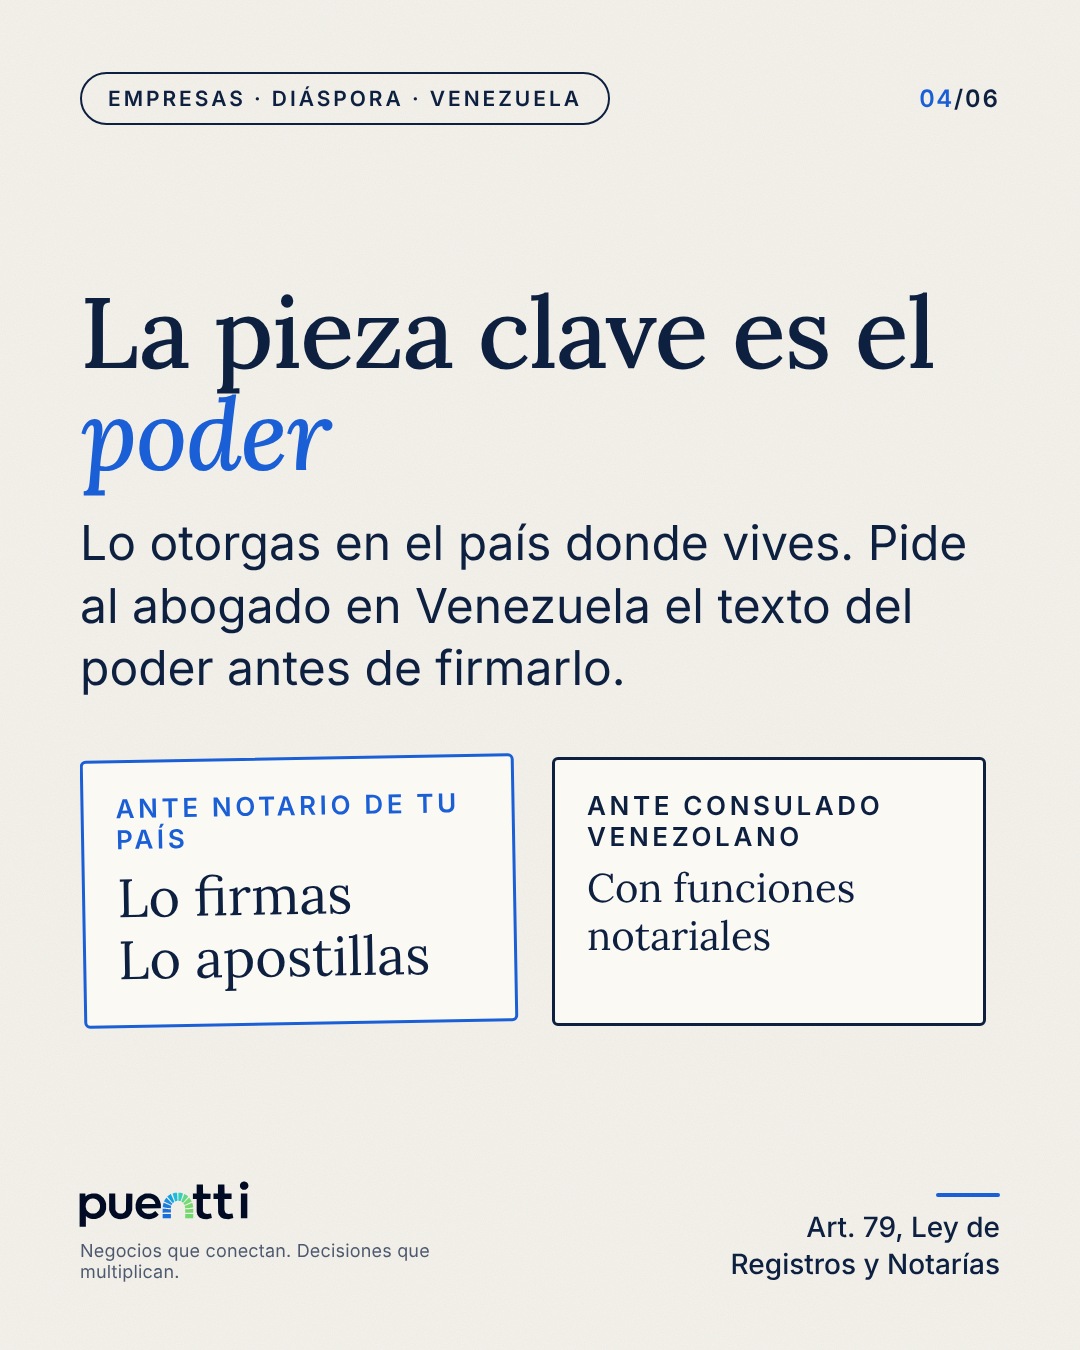 EMPRESAS · DIÁSPORA · VENEZUELA
04/06
La pieza clave es el
poder
Lo otorgas en el país donde vives. Pide
al abogado en Venezuela el texto del
poder antes de firmarlo.
ANTE NOTARIO DE TU
PAÍS
Lo firmas
Lo apostillas
ANTE CONSULADO
VENEZOLANO
Con funciones
notariales
puentti
Negocios que conectan. Decisiones que
multiplican.
Art. 79, Ley de
Registros y Notarías